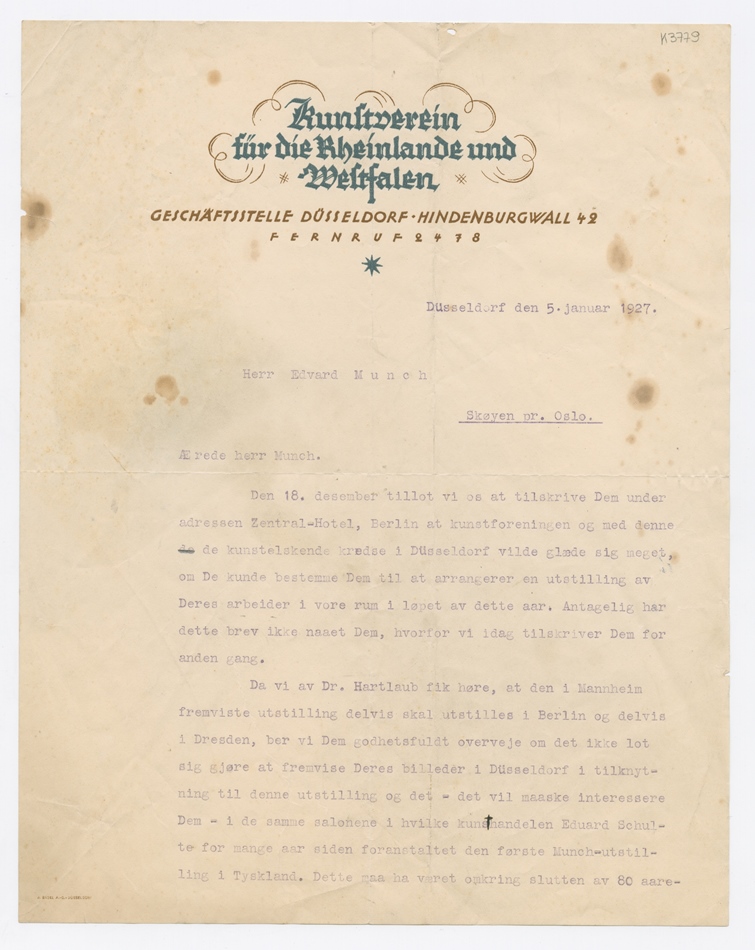 K3779
Kunstverein
für die Rheinlande und
Westfalen
GESCHÄFTSSTELLE DÜSSELDORF · HINDENBURGWALL 42
FERNRUF 2478
Düsseldorf den 5. januar 1927.
Herr Edvard Munch
Skøyen pr. Oslo.
Ærede herr Munch.
Den 18. desember tillot vi os at tilskrive Dem under
adressen Zentral-Hotel, Berlin at kunstforeningen og med denne
de kunstelskende kredse i Düsseldorf vilde glæde sig meget,
om De kunde bestemme Dem til at arrangerer en utstilling av
Deres arbeider i vore rum i løpet av dette aar. Antagelig har
dette brev ikke naaet Dem, hvorfor vi idag tilskriver Dem for
anden gang.
Da vi av Dr. Hartlaub fik høre, at den i Mannheim
fremviste utstilling delvis skal utstilles i Berlin og delvis
i Dresden, ber vi Dem godhetsfuldt overveje om det ikke lot
sig gjøre at fremvise Deres billeder i Düsseldorf i tilknyt-
ning til denne utstilling og det - det vil maaske interessere
Dem - i de samme salonene i hvilke kunsthandelen Eduard Schul-
te for mange aar siden foranstaltet den første Munch-utstil-
ling i Tyskland. Dette maa ha været omkring slutten av 80 aare-